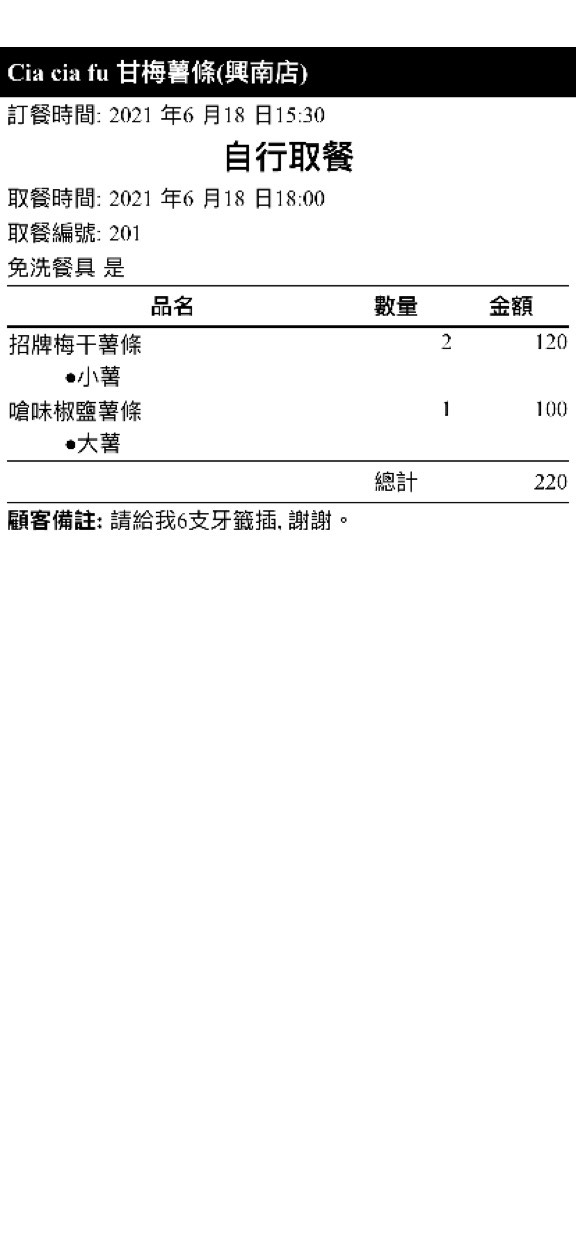 Cia cia fu 甘梅薯條(興南店)
訂餐時間: 2021 年6 月18 日15:30
自行取餐
取餐時間: 2021 年6 月18 日18:00
取餐編號: 201
免洗餐具 是
品名 數量 金額
招牌梅干薯條 2 120
●小薯
嗆味椒鹽薯條 1 100
●大薯
總計 220
顧客備註: 請給我6支牙籤插, 謝謝。